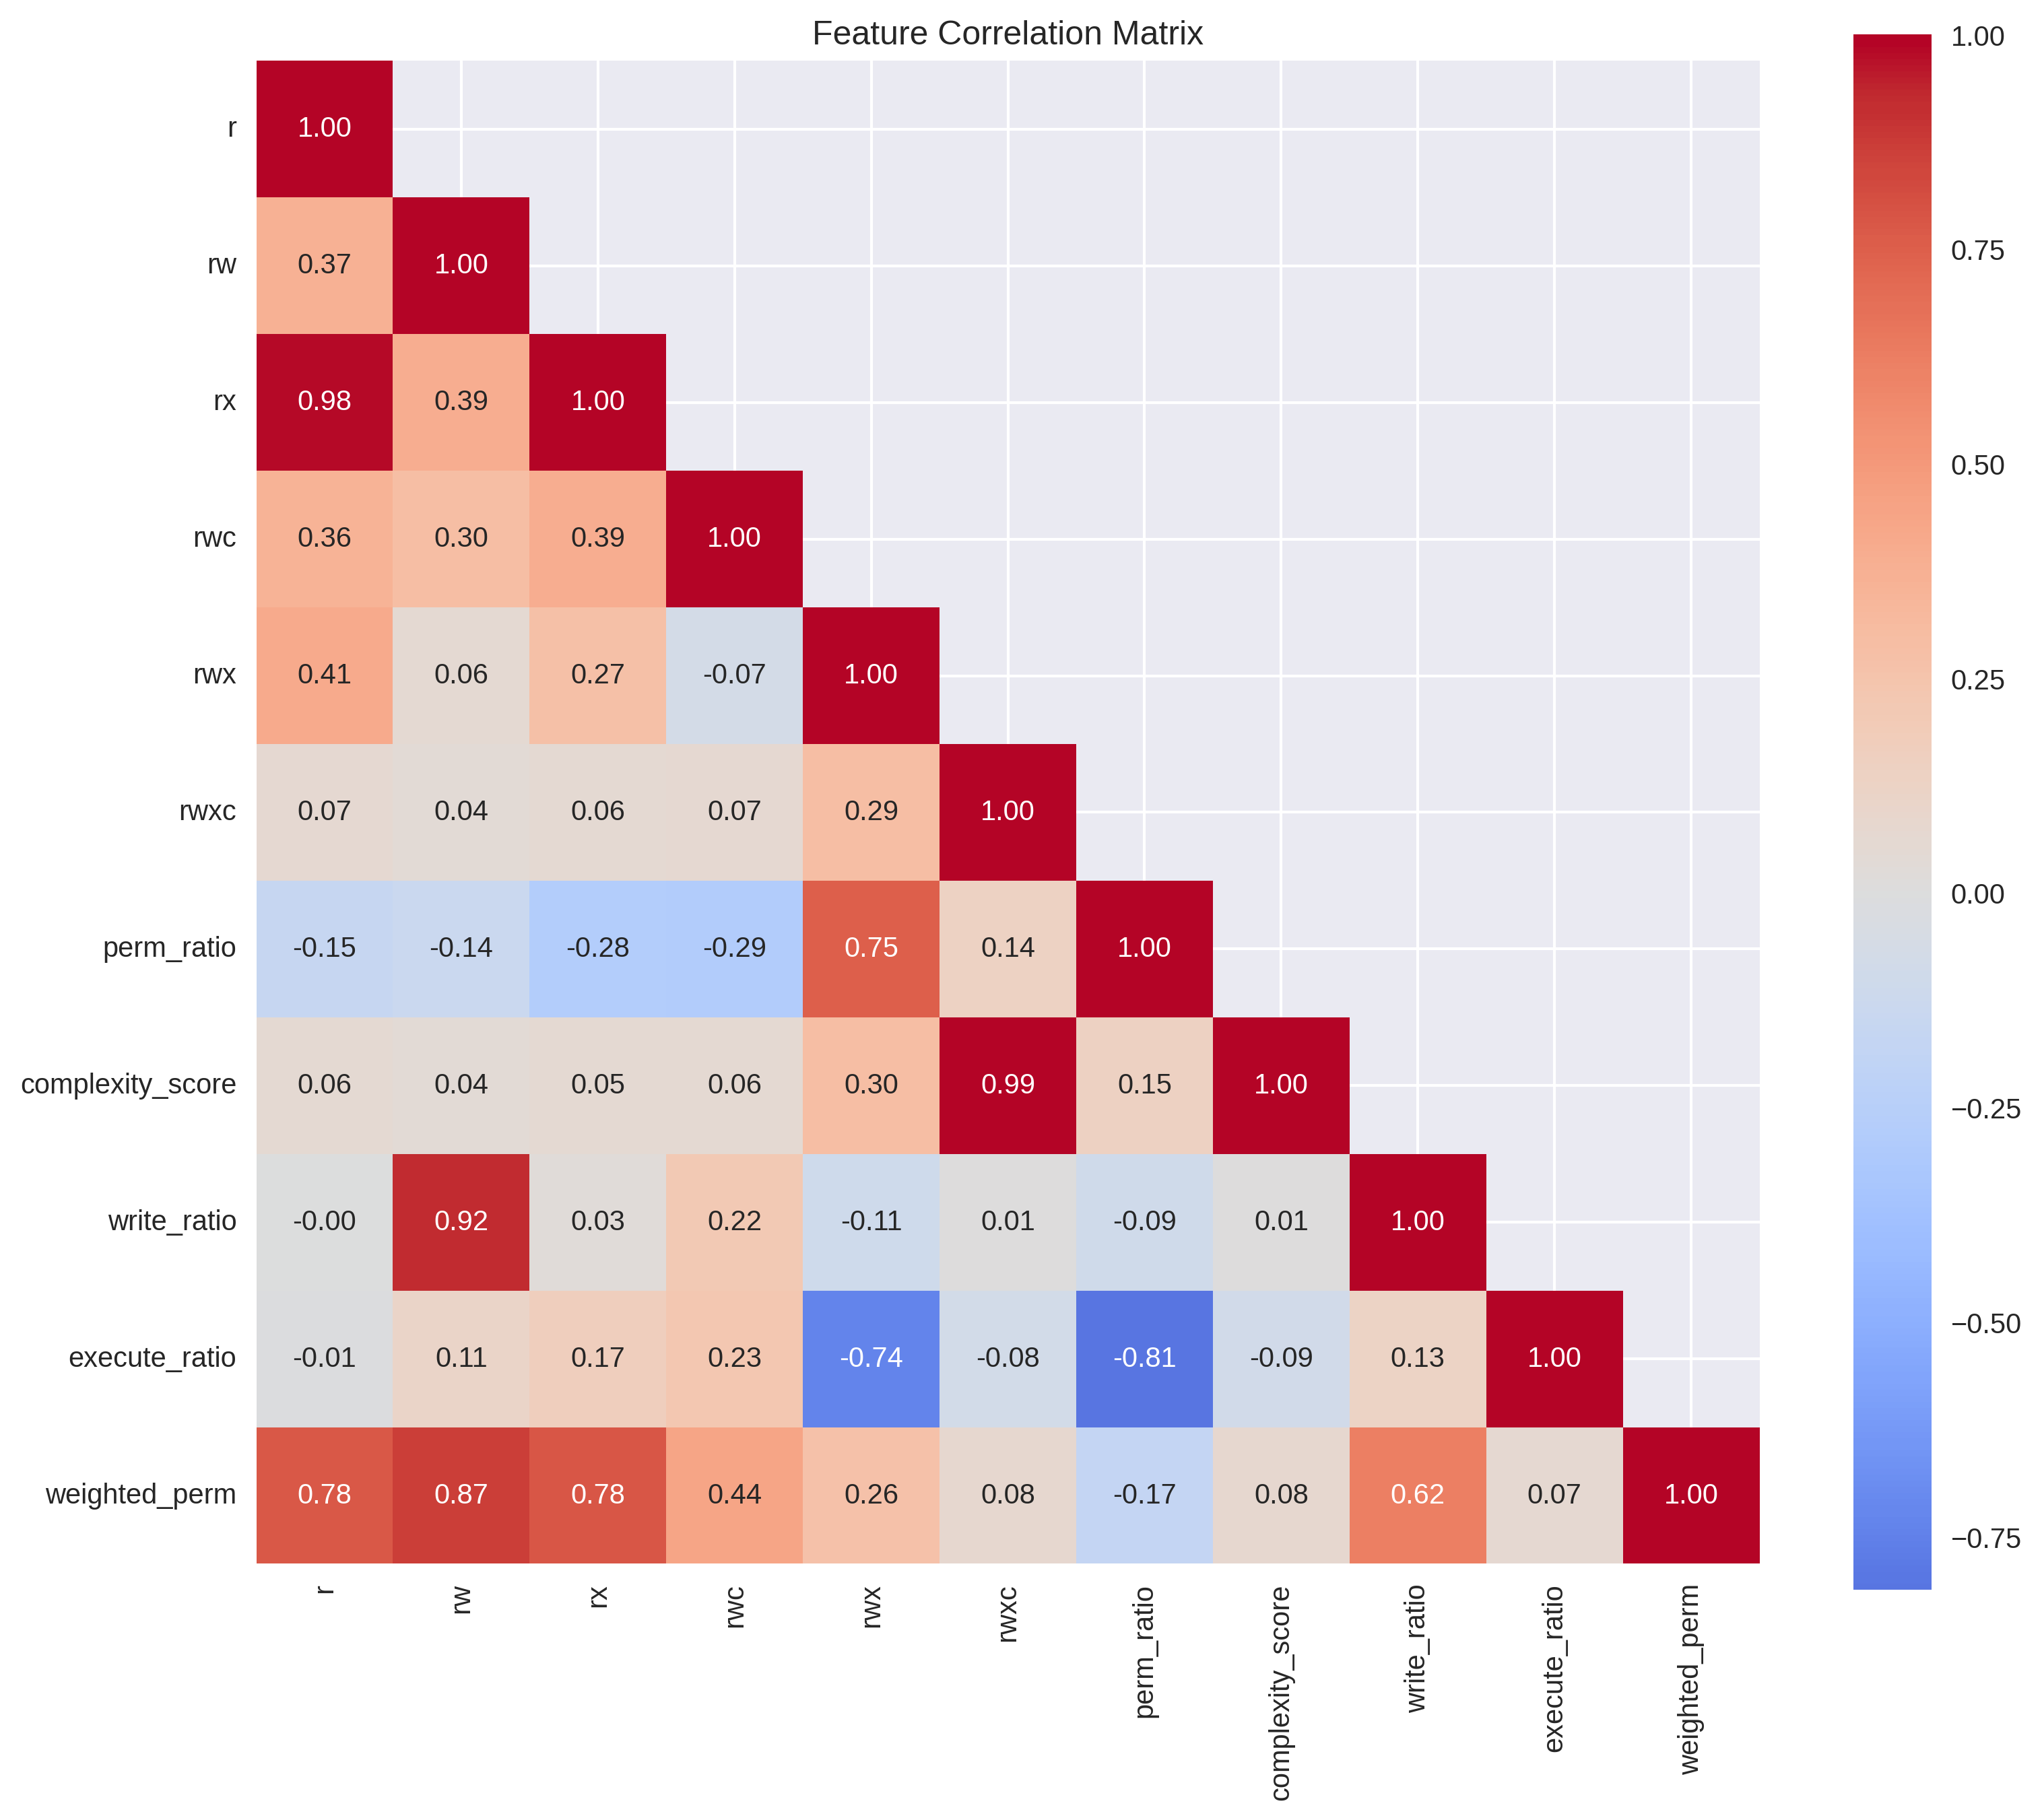 Feature Correlation Matrix
r 1.00
rw 0.37 1.00
rx 0.98 0.39 1.00
rwc 0.36 0.30 0.39 1.00
rwx 0.41 0.06 0.27 -0.07 1.00
rwxc 0.07 0.04 0.06 0.07 0.29 1.00
perm_ratio -0.15 -0.14 -0.28 -0.29 0.75 0.14 1.00
complexity_score 0.06 0.04 0.05 0.06 0.30 0.99 0.15 1.00
write_ratio -0.00 0.92 0.03 0.22 -0.11 0.01 -0.09 0.01 1.00
execute_ratio -0.01 0.11 0.17 0.23 -0.74 -0.08 -0.81 -0.09 0.13 1.00
weighted_perm 0.78 0.87 0.78 0.44 0.26 0.08 -0.17 0.08 0.62 0.07 1.00
r rw rx rwc rwx rwxc perm_ratio complexity_score write_ratio execute_ratio weighted_perm
1.00
0.75
0.50
0.25
0.00
−0.25
−0.50
−0.75